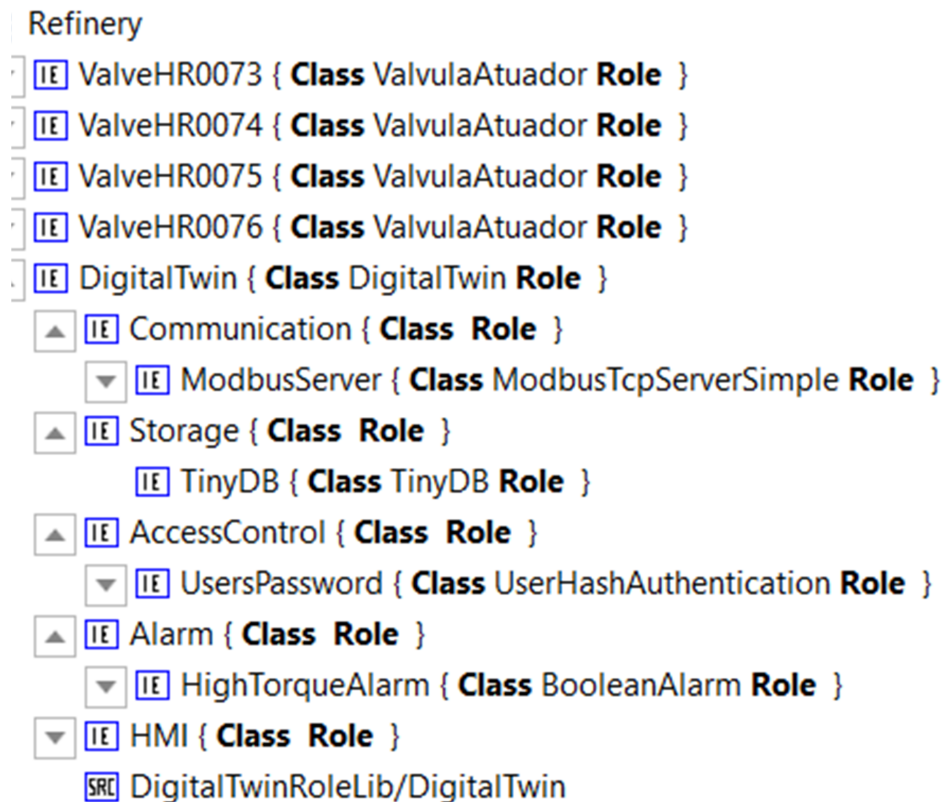 Refinery
IE ValveHR0073 { Class ValvulaAtuador Role }
IE ValveHR0074 { Class ValvulaAtuador Role }
IE ValveHR0075 { Class ValvulaAtuador Role }
IE ValveHR0076 { Class ValvulaAtuador Role }
IE DigitalTwin { Class DigitalTwin Role }
IE Communication { Class Role }
IE ModbusServer { Class ModbusTcpServerSimple Role }
IE Storage { Class Role }
IE TinyDB { Class TinyDB Role }
IE AccessControl { Class Role }
IE UsersPassword { Class UserHashAuthentication Role }
IE Alarm { Class Role }
IE HighTorqueAlarm { Class BooleanAlarm Role }
IE HMI { Class Role }
SRC DigitalTwinRoleLib/DigitalTwin